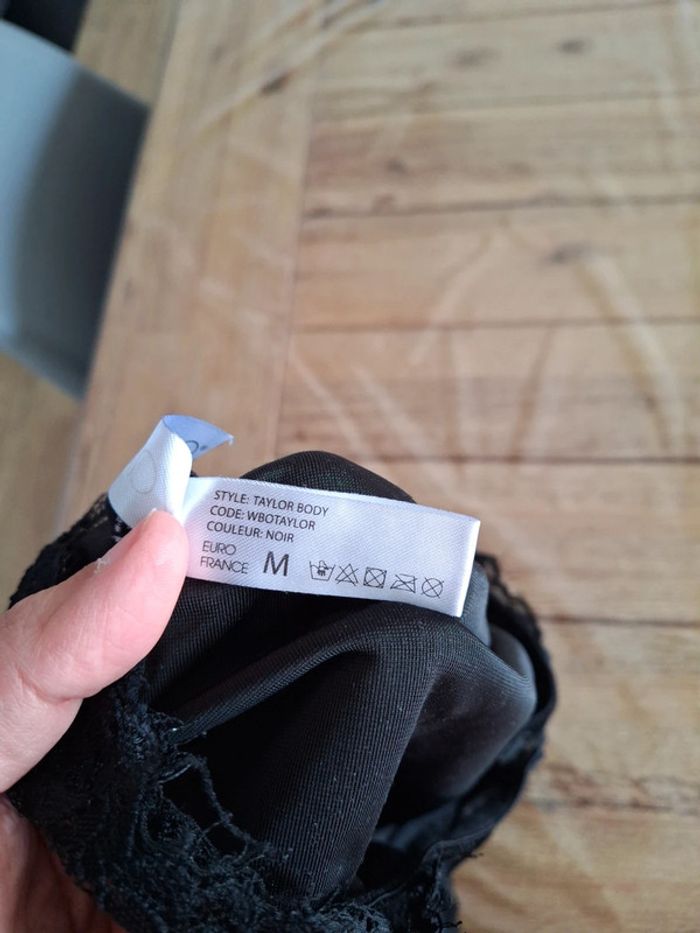 STYLE: TAYLOR BODY
CODE: WBOTAYLOR
COULEUR: NOIR
EURO
FRANCE M